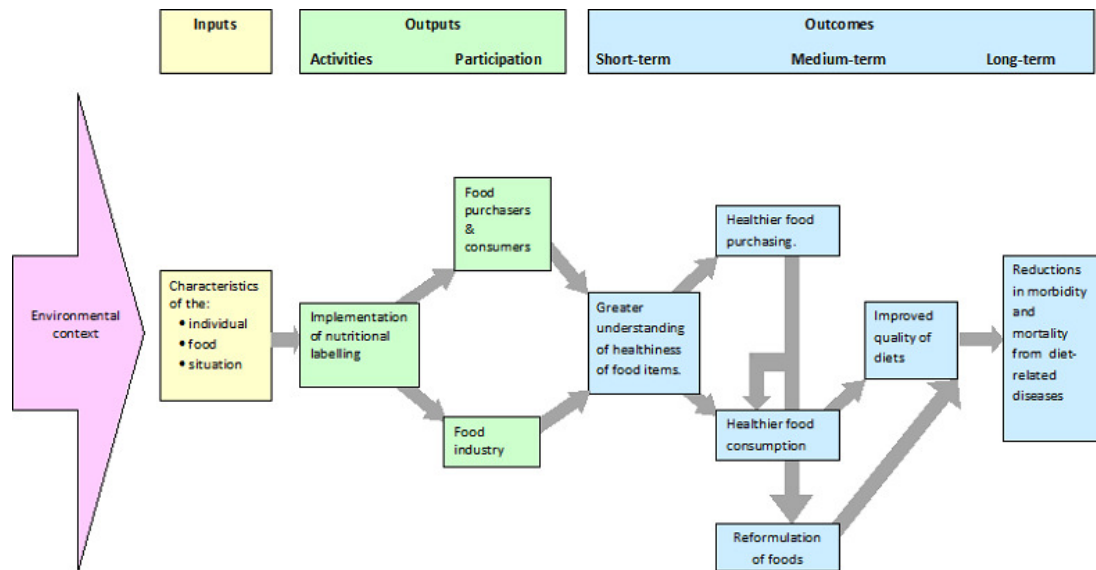 Inputs
Outputs
Activities Participation
Outcomes
Short-term Medium-term Long-term
Environmental
context
Characteristics
of the:
• individual
• food
• situation
Implementation
of nutritional
labelling
Food
purchasers
&
consumers
Food
industry
Greater
understanding
of healthiness
of food items.
Healthier food
purchasing.
Healthier food
consumption
Reformulation
of foods
Improved
quality of
diets
Reductions
in morbidity
and
mortality
from diet-
related
diseases